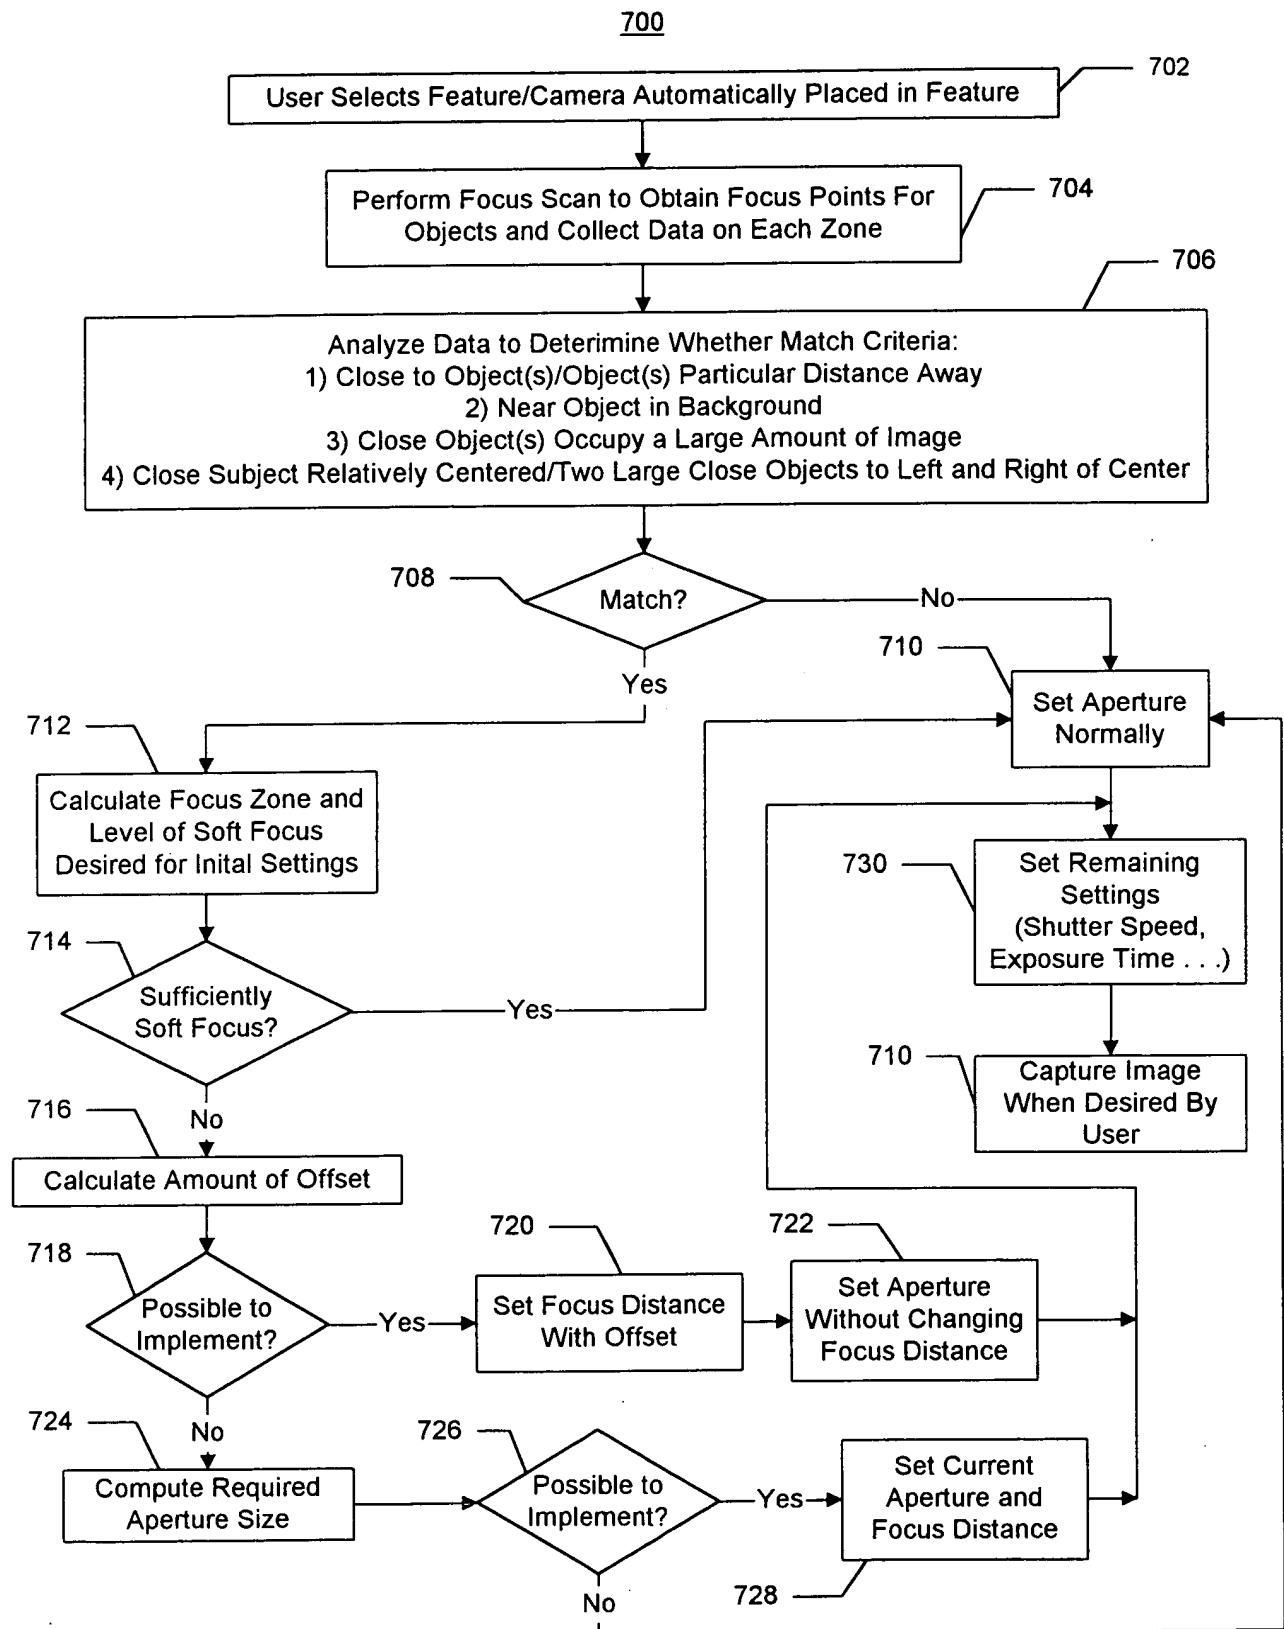 700
702
User Selects Feature/Camera Automatically Placed in Feature
704
Perform Focus Scan to Obtain Focus Points For
Objects and Collect Data on Each Zone
706
Analyze Data to Deterimine Whether Match Criteria:
1) Close to Object(s)/Object(s) Particular Distance Away
2) Near Object in Background
3) Close Object(s) Occupy a Large Amount of Image
4) Close Subject Relatively Centered/Two Large Close Objects to Left and Right of Center
708
Match?
No
Yes
710
Set Aperture
Normally
712
Calculate Focus Zone and
Level of Soft Focus
Desired for Inital Settings
730
Set Remaining
Settings
(Shutter Speed,
Exposure Time . . .)
714
Sufficiently
Soft Focus?
Yes
No
710
Capture Image
When Desired By
User
716
Calculate Amount of Offset
718
Possible to
Implement?
Yes
No
720
Set Focus Distance
With Offset
722
Set Aperture
Without Changing
Focus Distance
724
Compute Required
Aperture Size
726
Possible to
Implement?
Yes
No
Set Current
Aperture and
Focus Distance
728